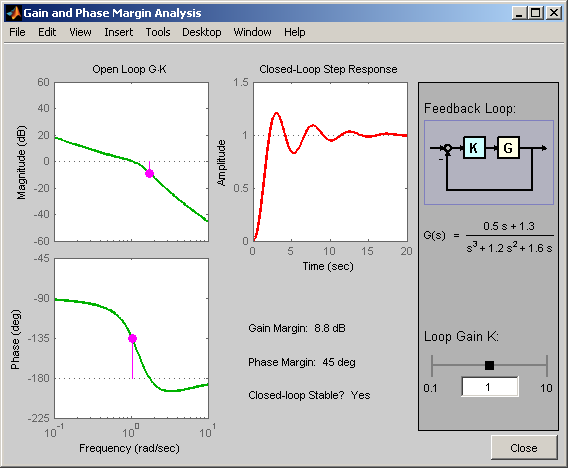 Gain and Phase Margin Analysis
File Edit View Insert Tools Desktop Window Help
Open Loop G·K
Magnitude (dB)
60
40
20
0
-20
-40
-60
Closed-Loop Step Response
Amplitude
1.5
1
0.5
0
0 5 10 15 20
Time (sec)
Phase (deg)
-45
-90
-135
-180
-225
10^-1 10^0 10^1
Frequency (rad/sec)
Gain Margin: 8.8 dB
Phase Margin: 45 deg
Closed-loop Stable? Yes
Feedback Loop:
K G
-
0.5 s + 1.3
G(s) =
s^3 + 1.2 s^2 + 1.6 s
Loop Gain K:
0.1 1 10
Close